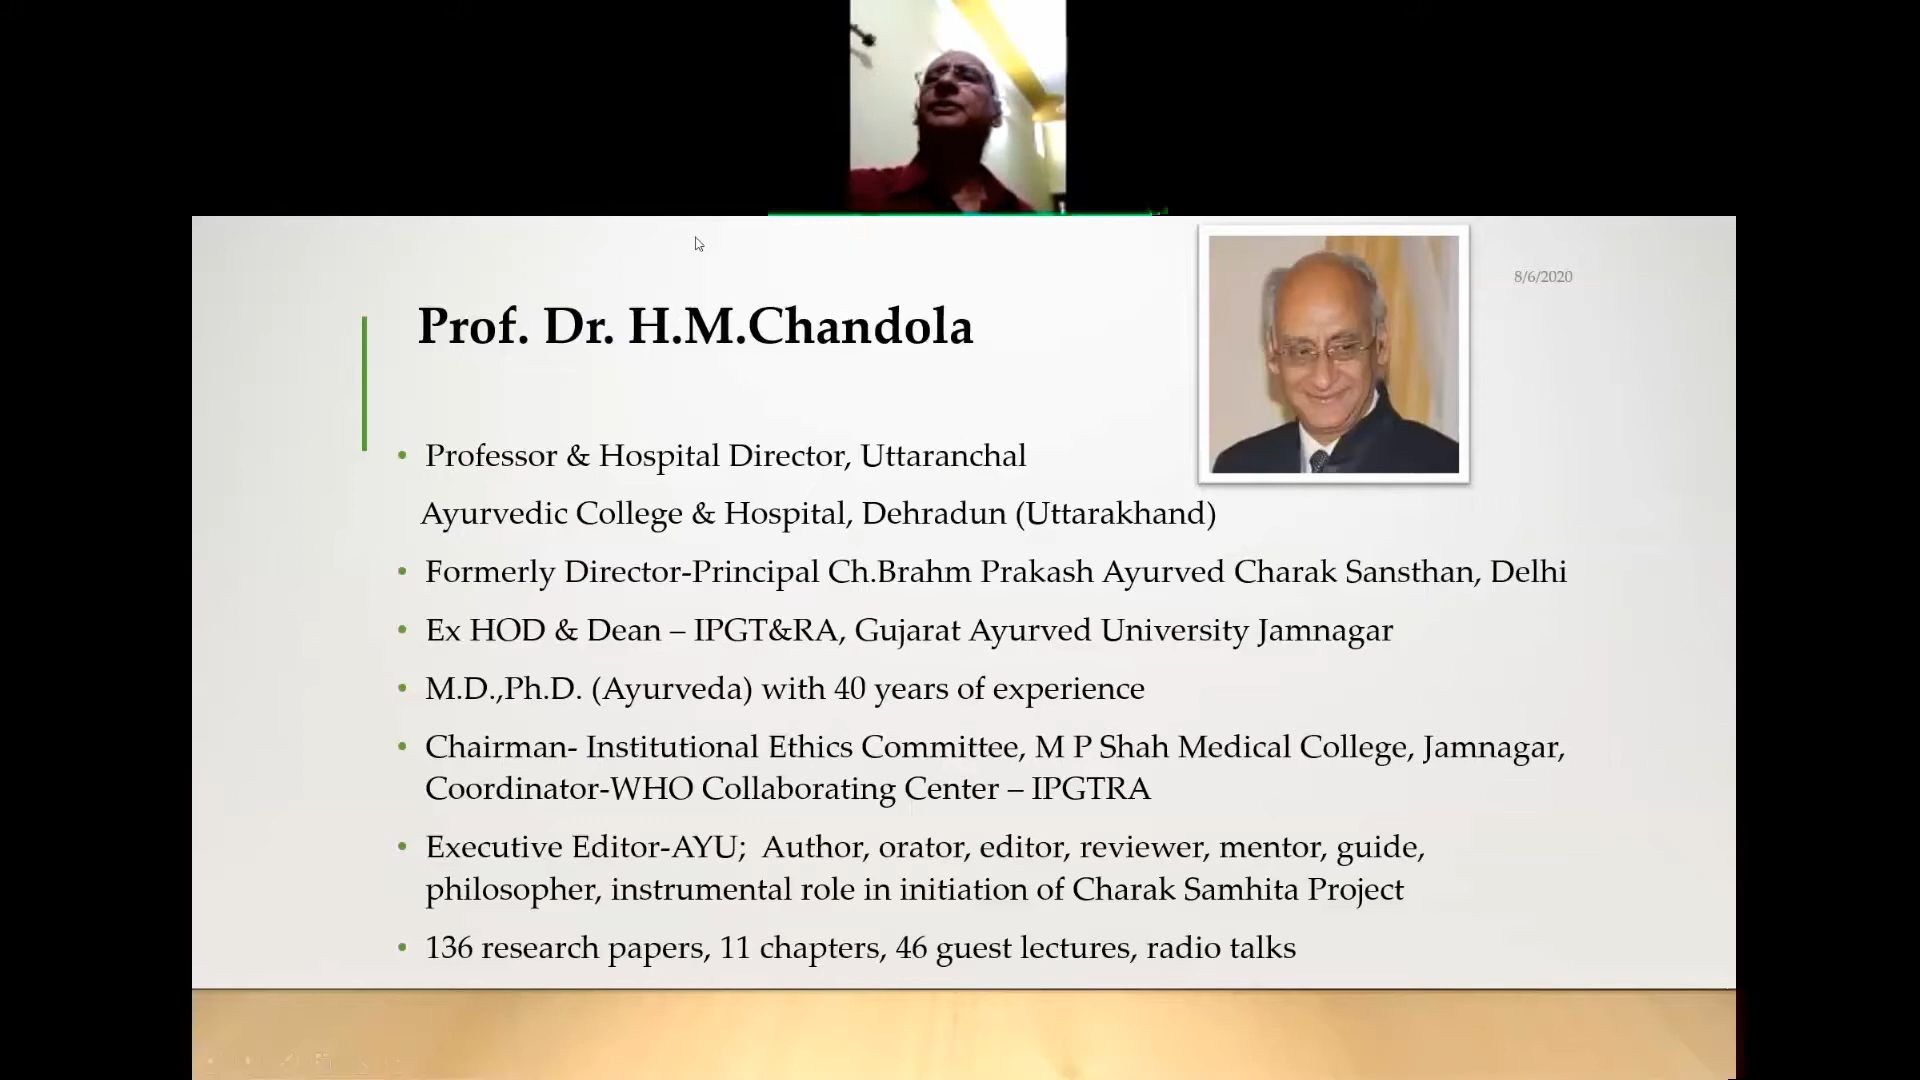 8/6/2020
Prof. Dr. H.M.Chandola
• Professor & Hospital Director, Uttaranchal
Ayurvedic College & Hospital, Dehradun (Uttarakhand)
• Formerly Director-Principal Ch.Brahm Prakash Ayurved Charak Sansthan, Delhi
• Ex HOD & Dean – IPGT&RA, Gujarat Ayurved University Jamnagar
• M.D.,Ph.D. (Ayurveda) with 40 years of experience
• Chairman- Institutional Ethics Committee, M P Shah Medical College, Jamnagar,
Coordinator-WHO Collaborating Center – IPGTRA
• Executive Editor-AYU;  Author, orator, editor, reviewer, mentor, guide,
philosopher, instrumental role in initiation of Charak Samhita Project
• 136 research papers, 11 chapters, 46 guest lectures, radio talks